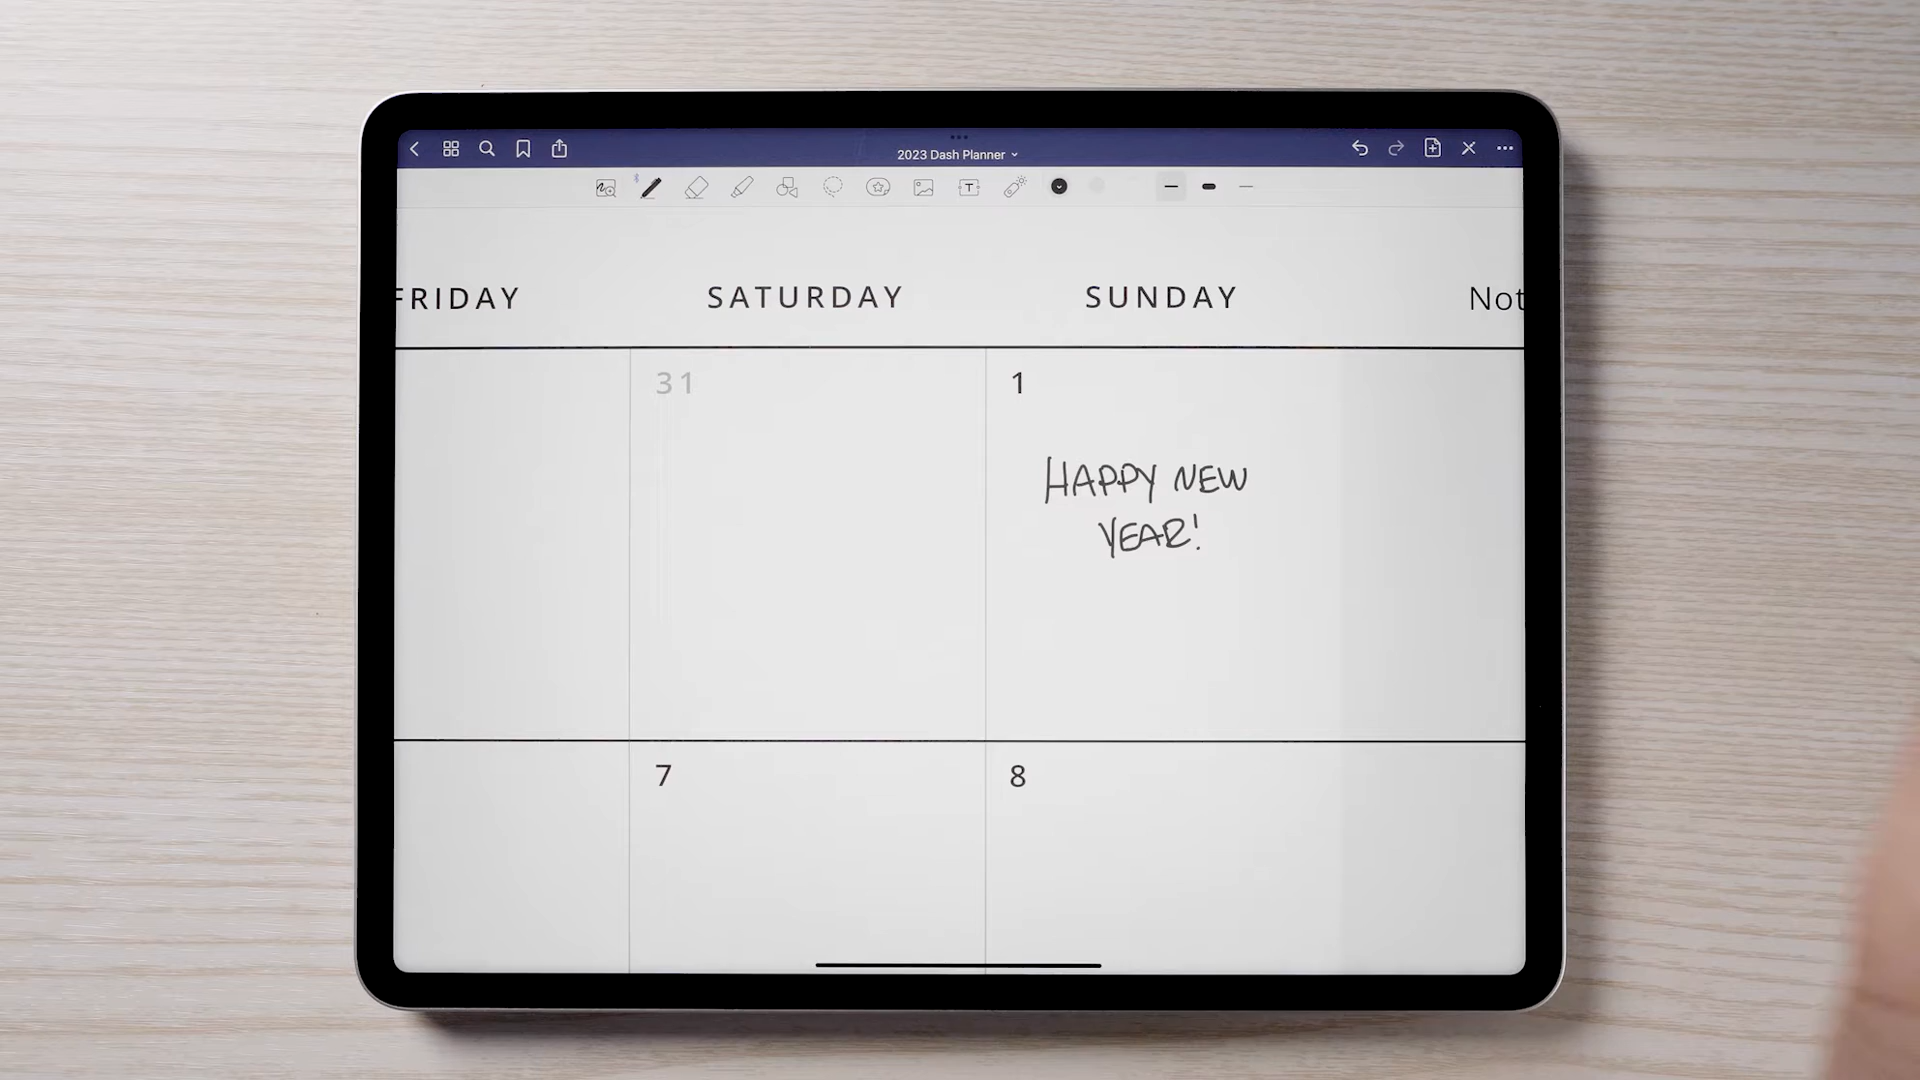 2023 Dash Planner
T
FRIDAY SATURDAY SUNDAY Not
31 1
HAPPY NEW
YEAR!
7 8